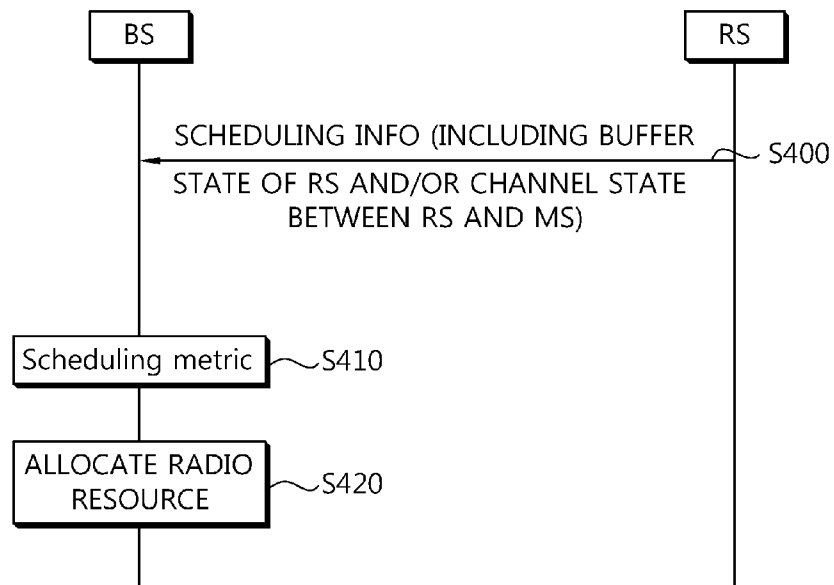 BS
RS
SCHEDULING INFO (INCLUDING BUFFER
S400
STATE OF RS AND/OR CHANNEL STATE
BETWEEN RS AND MS)
Scheduling metric
S410
ALLOCATE RADIO
RESOURCE
S420